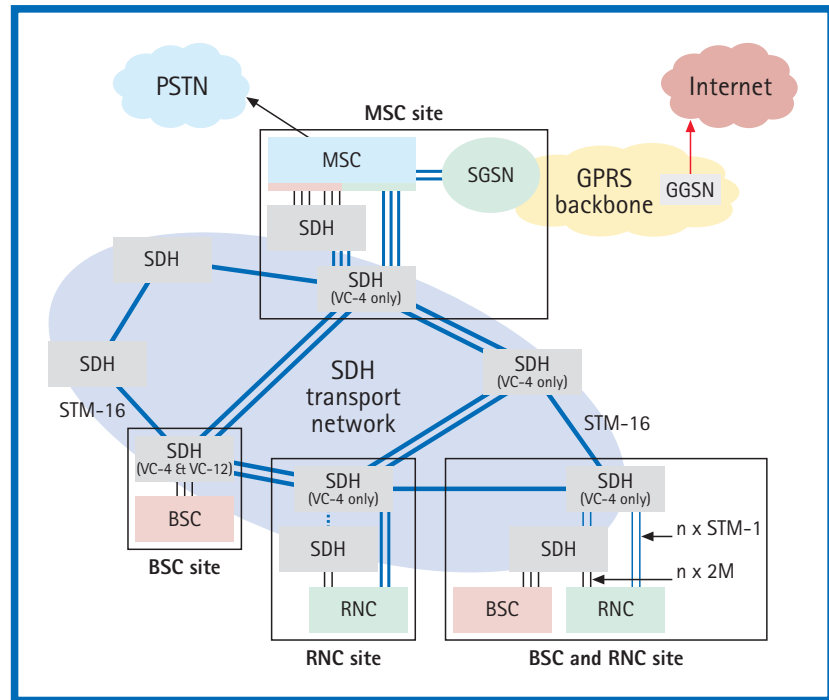 PSTN
Internet
MSC site
MSC
SGSN
GPRS
backbone
GGSN
SDH
SDH
SDH
(VC-4 only)
SDH
SDH
transport
network
SDH
(VC-4 only)
STM-16
STM-16
SDH
(VC-4 & VC-12)
SDH
(VC-4 only)
SDH
(VC-4 only)
BSC
SDH
SDH
n x STM-1
n x 2M
BSC site
RNC
BSC
RNC
RNC site
BSC and RNC site